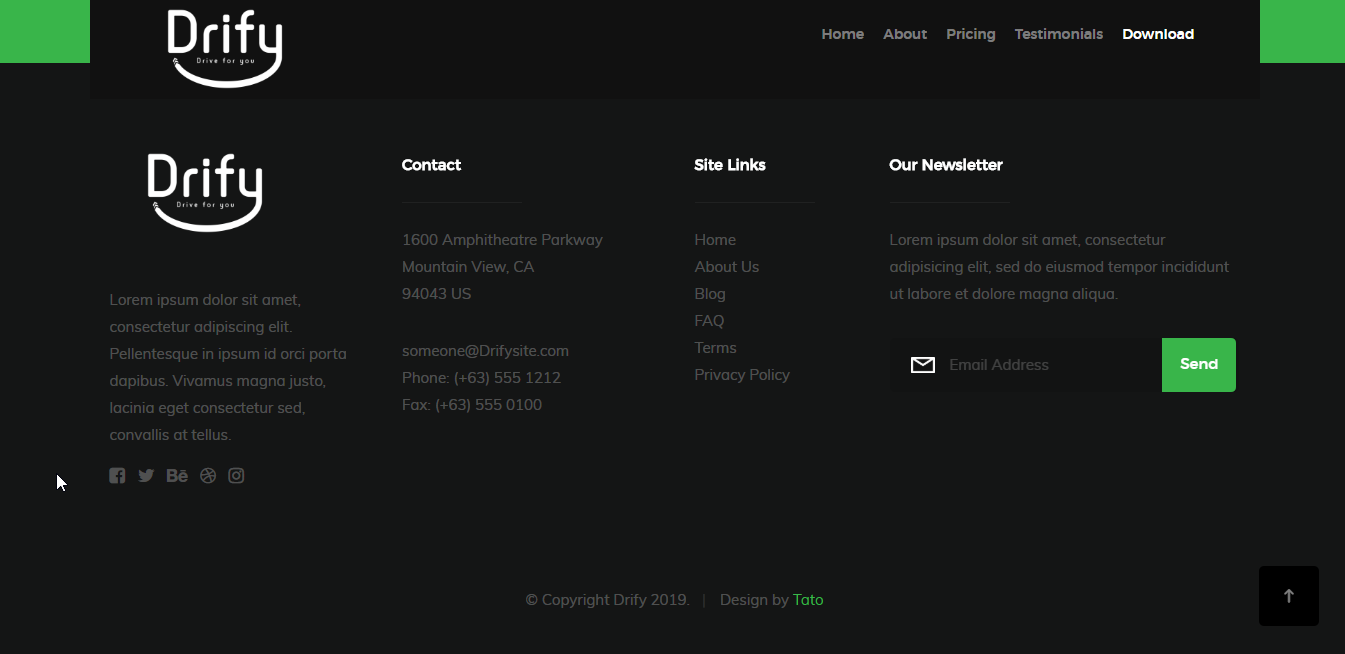 Drify
Drive for you
Home About Pricing Testimonials Download
Drify
Drive for you
Lorem ipsum dolor sit amet,
consectetur adipiscing elit.
Pellentesque in ipsum id orci porta
dapibus. Vivamus magna justo,
lacinia eget consectetur sed,
convallis at tellus.
Bē
Contact
1600 Amphitheatre Parkway
Mountain View, CA
94043 US
someone@Drifysite.com
Phone: (+63) 555 1212
Fax: (+63) 555 0100
Site Links
Home
About Us
Blog
FAQ
Terms
Privacy Policy
Our Newsletter
Lorem ipsum dolor sit amet, consectetur
adipisicing elit, sed do eiusmod tempor incididunt
ut labore et dolore magna aliqua.
Email Address Send
© Copyright Drify 2019. | Design by Tato